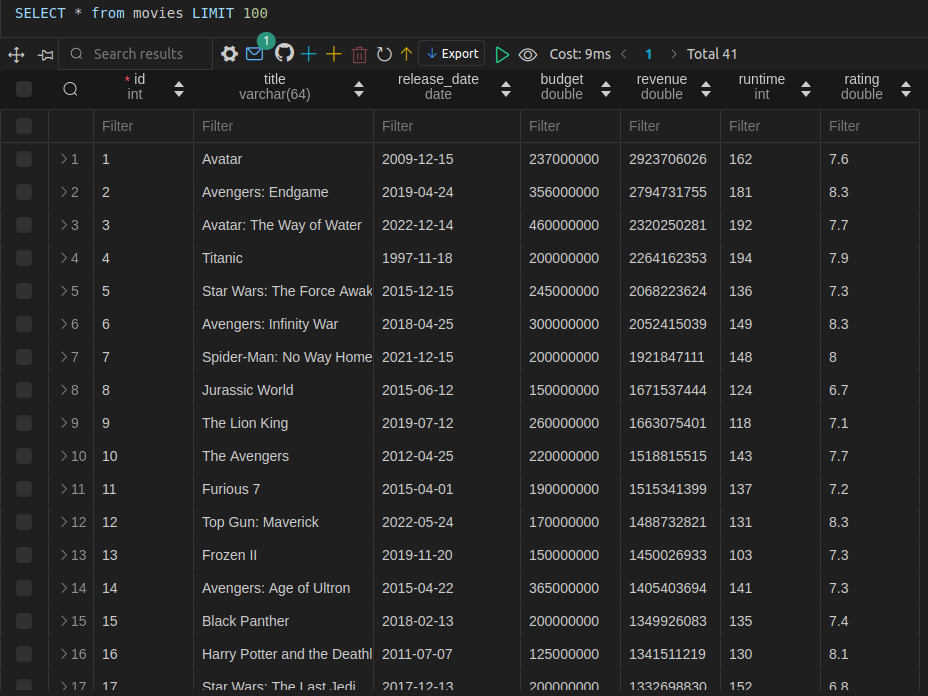 SELECT * from movies LIMIT 100
Search results 1 Export Cost: 9ms 1 Total 41
* id title release_date budget revenue runtime rating
int varchar(64) date double double int double
Filter Filter Filter Filter Filter Filter Filter
1 1 Avatar 2009-12-15 237000000 2923706026 162 7.6
2 2 Avengers: Endgame 2019-04-24 356000000 2794731755 181 8.3
3 3 Avatar: The Way of Water 2022-12-14 460000000 2320250281 192 7.7
4 4 Titanic 1997-11-18 200000000 2264162353 194 7.9
5 5 Star Wars: The Force Awak 2015-12-15 245000000 2068223624 136 7.3
6 6 Avengers: Infinity War 2018-04-25 300000000 2052415039 149 8.3
7 7 Spider-Man: No Way Home 2021-12-15 200000000 1921847111 148 8
8 8 Jurassic World 2015-06-12 150000000 1671537444 124 6.7
9 9 The Lion King 2019-07-12 260000000 1663075401 118 7.1
10 10 The Avengers 2012-04-25 220000000 1518815515 143 7.7
11 11 Furious 7 2015-04-01 190000000 1515341399 137 7.2
12 12 Top Gun: Maverick 2022-05-24 170000000 1488732821 131 8.3
13 13 Frozen II 2019-11-20 150000000 1450026933 103 7.3
14 14 Avengers: Age of Ultron 2015-04-22 365000000 1405403694 141 7.3
15 15 Black Panther 2018-02-13 200000000 1349926083 135 7.4
16 16 Harry Potter and the Deathl 2011-07-07 125000000 1341511219 130 8.1
17 17 Star Wars: The Last Jedi 2017-12-13 200000000 1332698830 152 6.8